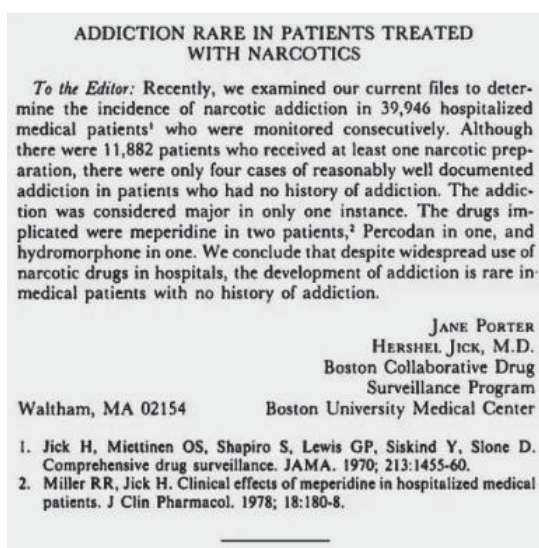 ADDICTION RARE IN PATIENTS TREATED
WITH NARCOTICS
To the Editor: Recently, we examined our current files to deter-
mine the incidence of narcotic addiction in 39,946 hospitalized
medical patients¹ who were monitored consecutively. Although
there were 11,882 patients who received at least one narcotic prep-
aration, there were only four cases of reasonably well documented
addiction in patients who had no history of addiction. The addic-
tion was considered major in only one instance. The drugs im-
plicated were meperidine in two patients,² Percodan in one, and
hydromorphone in one. We conclude that despite widespread use of
narcotic drugs in hospitals, the development of addiction is rare in
medical patients with no history of addiction.
JANE PORTER
HERSHEL JICK, M.D.
Boston Collaborative Drug
Surveillance Program
Waltham, MA 02154 Boston University Medical Center
1. Jick H, Miettinen OS, Shapiro S, Lewis GP, Siskind Y, Slone D.
Comprehensive drug surveillance. JAMA. 1970; 213:1455-60.
2. Miller RR, Jick H. Clinical effects of meperidine in hospitalized medical
patients. J Clin Pharmacol. 1978; 18:180-8.